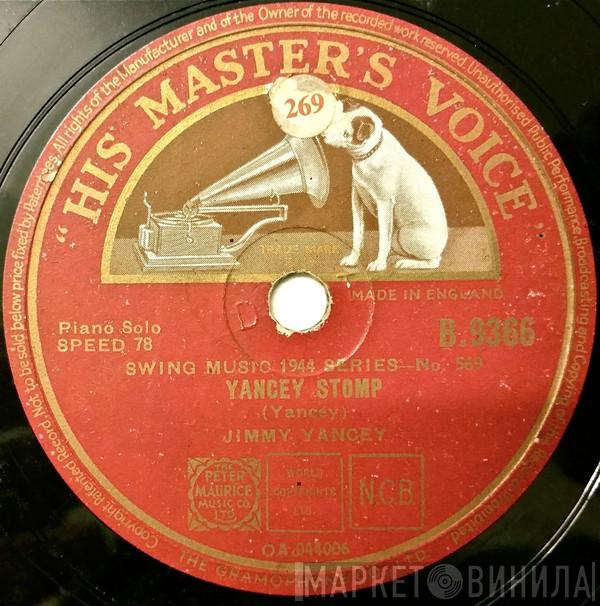 Copyright Patented Record. Not to be sold below price fixed by Patentees. All rights of the Manufacturer and of the Owner of the recorded work reserved. Unauthorised Public Performance, Broadcasting and Copying of
"HIS MASTER'S VOICE"
269
TRADE MARK
MADE IN ENGLAND
Piano Solo
SPEED 78
B.9366
SWING MUSIC 1944 SERIES—No. 569
YANCEY STOMP
(Yancey)
JIMMY YANCEY
THE
PETER
MAURICE
MUSIC CO.
LTD
WORLD
COPYRIGHTS
LTD.
N.C.B.
OA.044006
THE GRAMOPHONE LTD.
МАРКЕТ ВИНИЛА